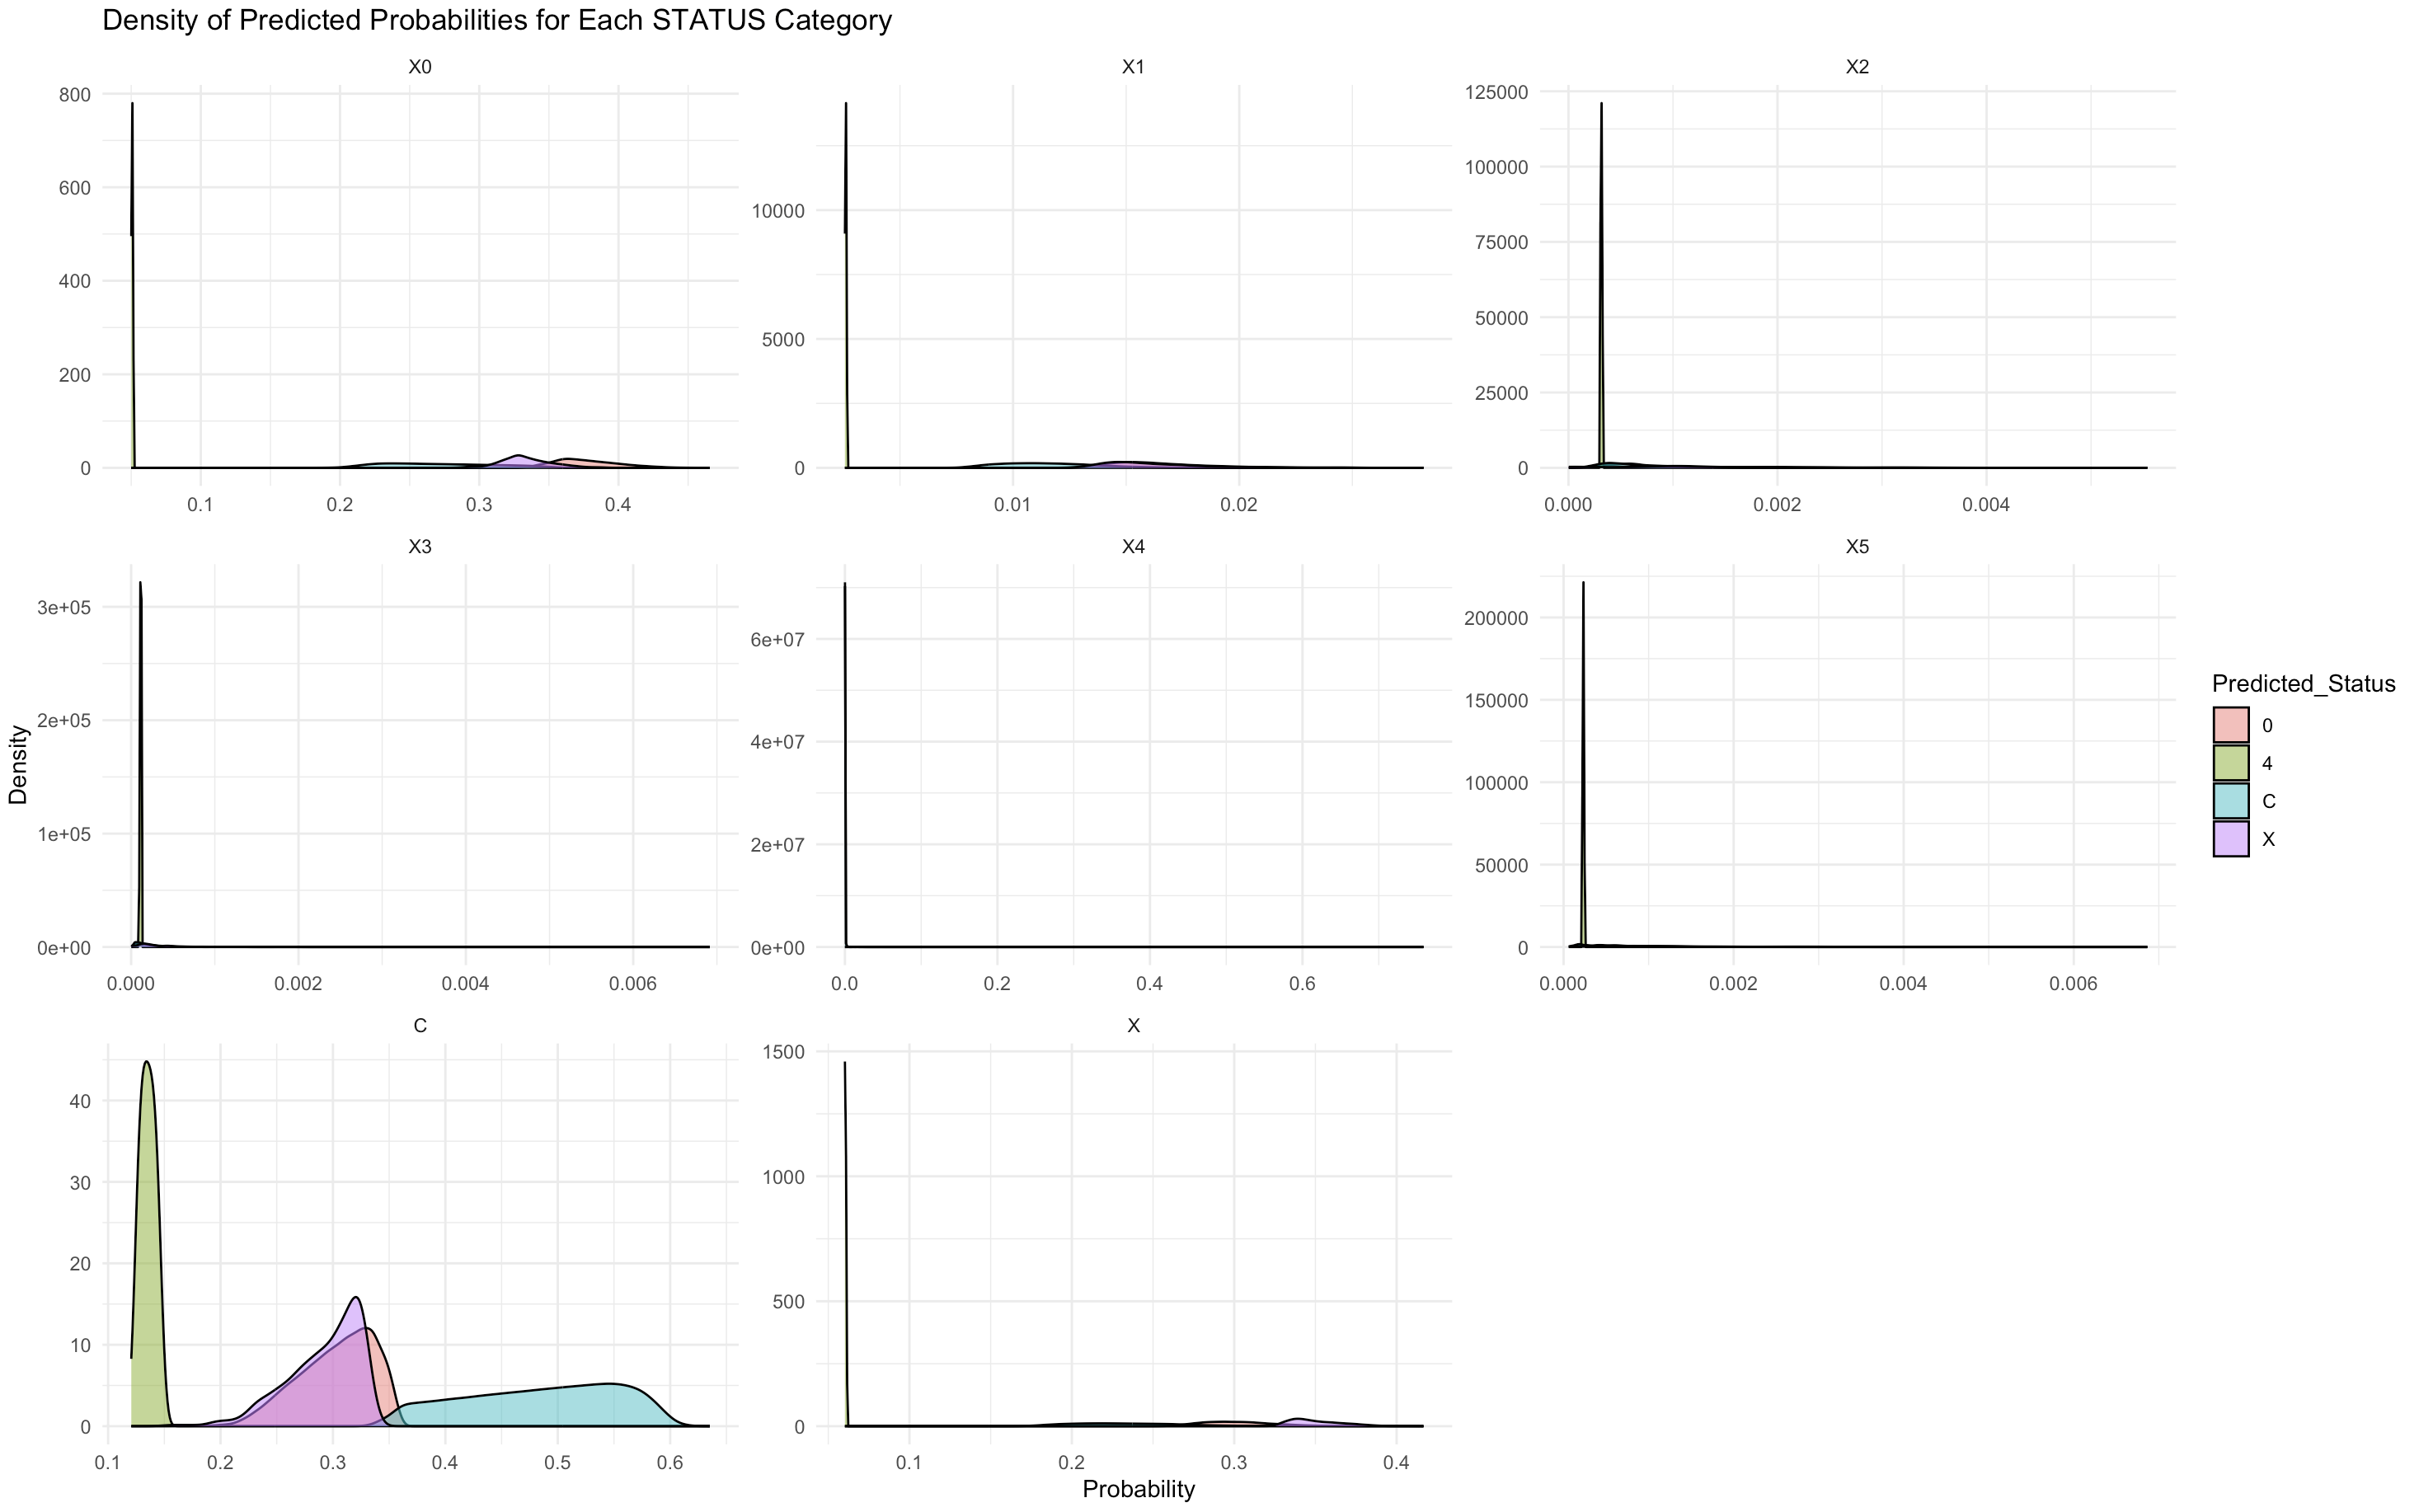 Density of Predicted Probabilities for Each STATUS Category
X0
X1
X2
800
600
400
200
0
10000
5000
0
125000
100000
75000
50000
25000
0
0.1 0.2 0.3 0.4
0.01 0.02
0.000 0.002 0.004
X3
X4
X5
3e+05
2e+05
1e+05
0e+00
6e+07
4e+07
2e+07
0e+00
200000
150000
100000
50000
0
0.000 0.002 0.004 0.006
0.0 0.2 0.4 0.6
0.000 0.002 0.004 0.006
Density
Predicted_Status
0
4
C
X
C
X
40
30
20
10
0
1500
1000
500
0
0.1 0.2 0.3 0.4 0.5 0.6
0.1 0.2 0.3 0.4
Probability